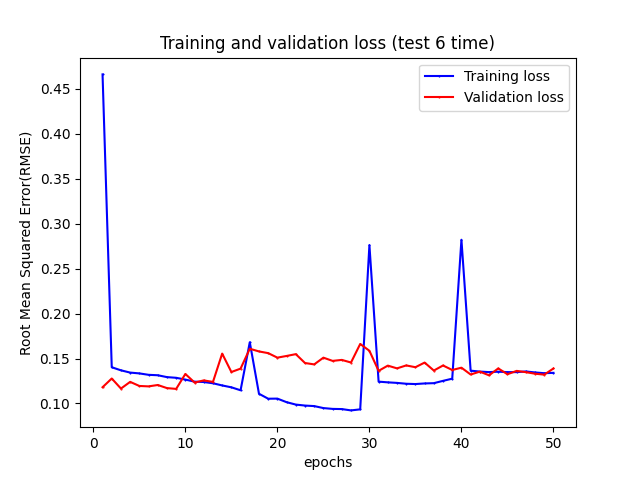 Training and validation loss (test 6 time)
Training loss
Validation loss
0.45
0.40
0.35
0.30
0.25
0.20
0.15
0.10
Root Mean Squared Error(RMSE)
0
10
20
30
40
50
epochs